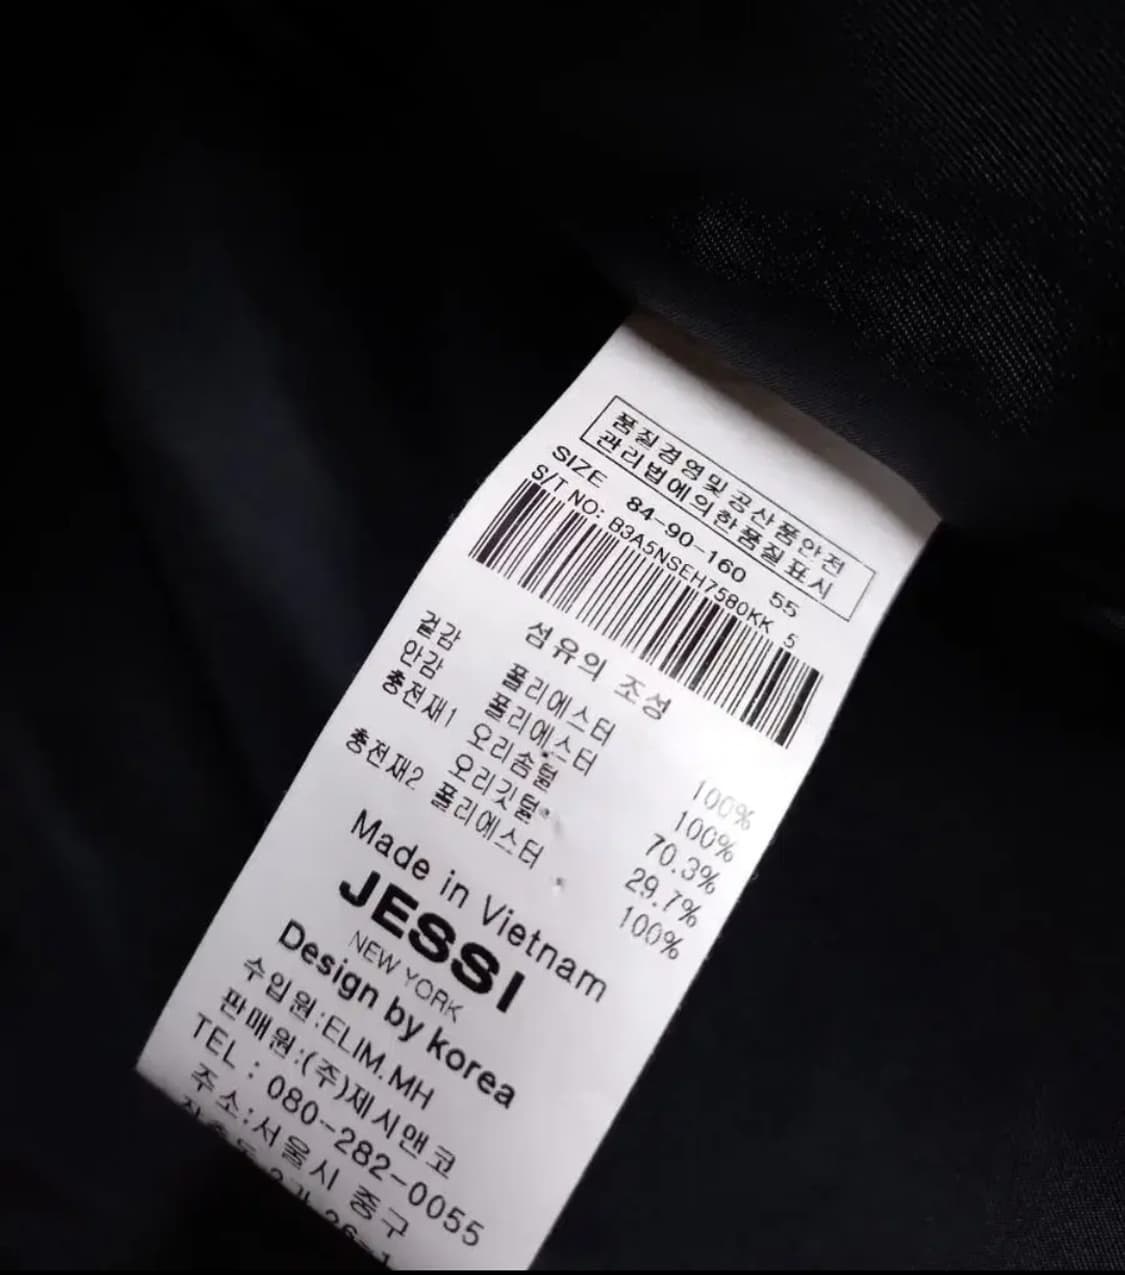 품질경영및공산품안전
관리법에의한품질표시
SIZE 84-90-160 55
S/T NO: B3A5NSEH7580KK 5
섬유의 조성
겉감 폴리에스터 100%
안감 폴리에스터 100%
충전재1 오리솜털 70.3%
오리깃털 29.7%
충전재2 폴리에스터 100%
Made in Vietnam
JESSI
NEW YORK
Design by korea
수입원:ELIM.MH
판매원:(주)제시앤코
TEL : 080-282-0055
주소:서울시 중구
2가 26-1